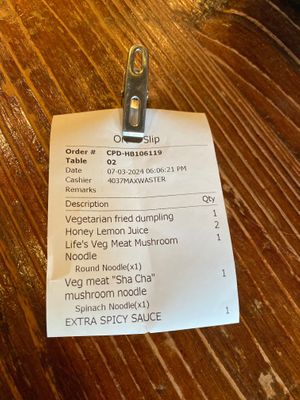 Or Slip
Order # CPD-HB106119
Table 02
Date 07-03-2024 06:06:21 PM
Cashier 4037MAXWASTER
Remarks
Description Qty
Vegetarian fried dumpling 1
Honey Lemon Juice 2
Life's Veg Meat Mushroom 1
Noodle
Round Noodle(x1)
Veg meat "Sha Cha" 1
mushroom noodle
Spinach Noodle(x1)
EXTRA SPICY SAUCE 1